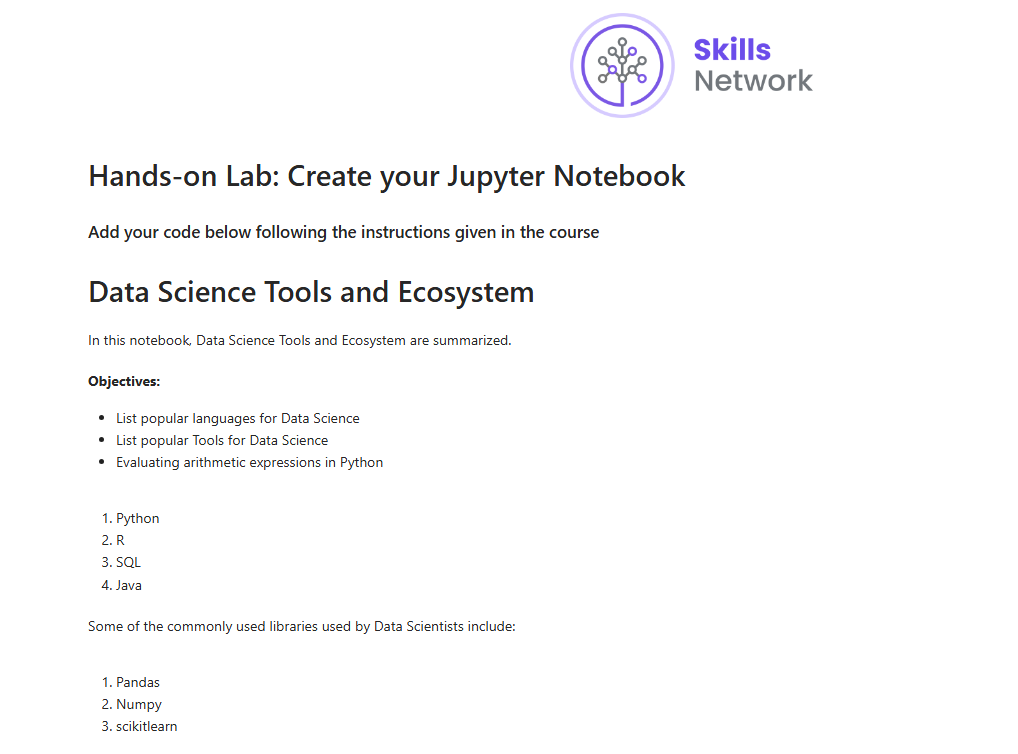 Skills
Network
Hands-on Lab: Create your Jupyter Notebook
Add your code below following the instructions given in the course
Data Science Tools and Ecosystem
In this notebook, Data Science Tools and Ecosystem are summarized.
Objectives:
• List popular languages for Data Science
• List popular Tools for Data Science
• Evaluating arithmetic expressions in Python
1. Python
2. R
3. SQL
4. Java
Some of the commonly used libraries used by Data Scientists include:
1. Pandas
2. Numpy
3. scikitlearn